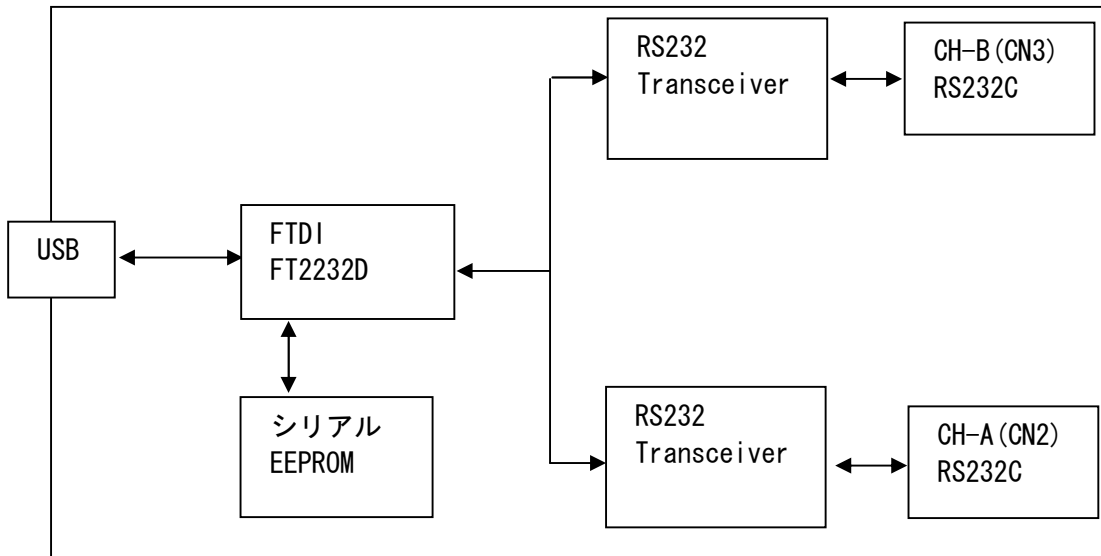 RS232
Transceiver
CH-B(CN3)
RS232C
USB
FTDI
FT2232D
シリアル
EEPROM
RS232
Transceiver
CH-A(CN2)
RS232C